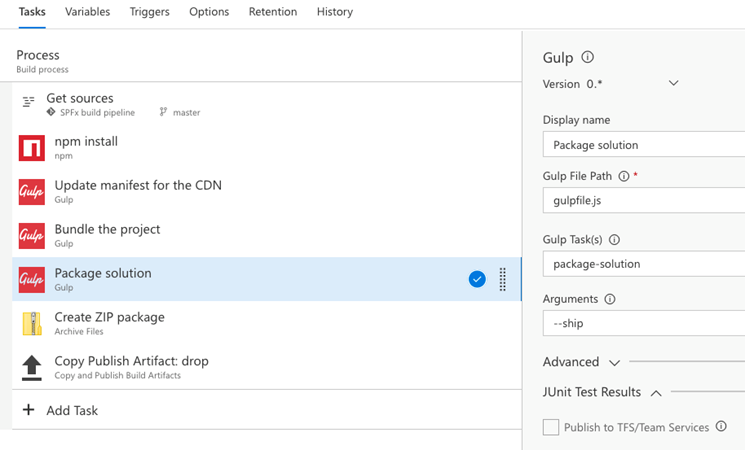 Tasks Variables Triggers Options Retention History
Process
Build process
Get sources
SPFx build pipeline master
npm install
npm
Gulp
Update manifest for the CDN
Gulp
Gulp
Bundle the project
Gulp
Gulp
Package solution
Gulp
Create ZIP package
Archive Files
Copy Publish Artifact: drop
Copy and Publish Build Artifacts
+ Add Task
Gulp
Version 0.*
Display name
Package solution
Gulp File Path *
gulpfile.js
Gulp Task(s)
package-solution
Arguments
--ship
Advanced
JUnit Test Results
Publish to TFS/Team Services